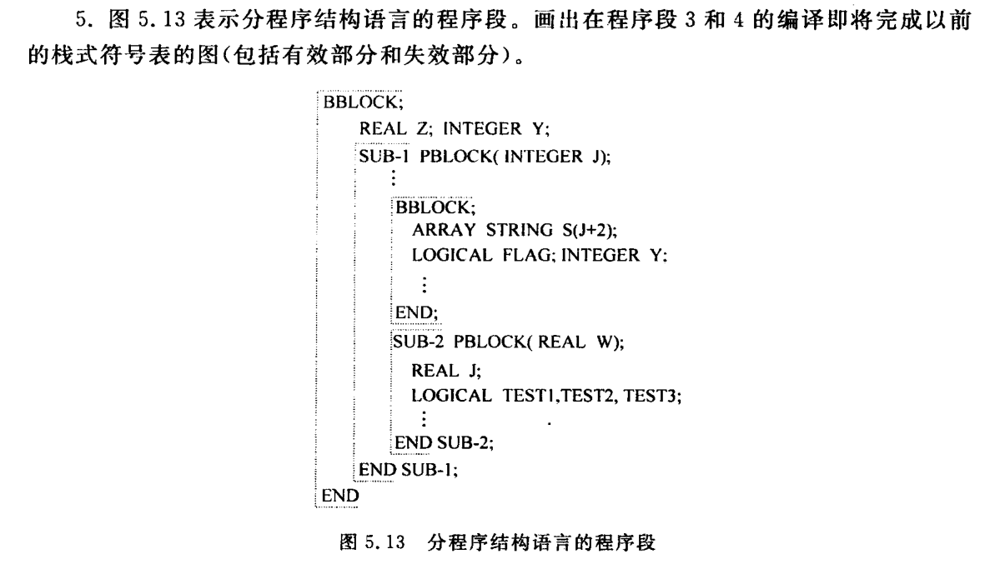 5. 图 5.13 表示分程序结构语言的程序段。画出在程序段 3 和 4 的编译即将完成以前
的栈式符号表的图(包括有效部分和失效部分)。
BBLOCK;
REAL Z; INTEGER Y;
SUB-1 PBLOCK( INTEGER J);
⋮
BBLOCK;
ARRAY STRING S(J+2);
LOGICAL FLAG; INTEGER Y:
⋮
END;
SUB-2 PBLOCK( REAL W);
REAL J;
LOGICAL TEST1,TEST2, TEST3;
⋮
END SUB-2;
END SUB-1;
END
图 5.13 分程序结构语言的程序段